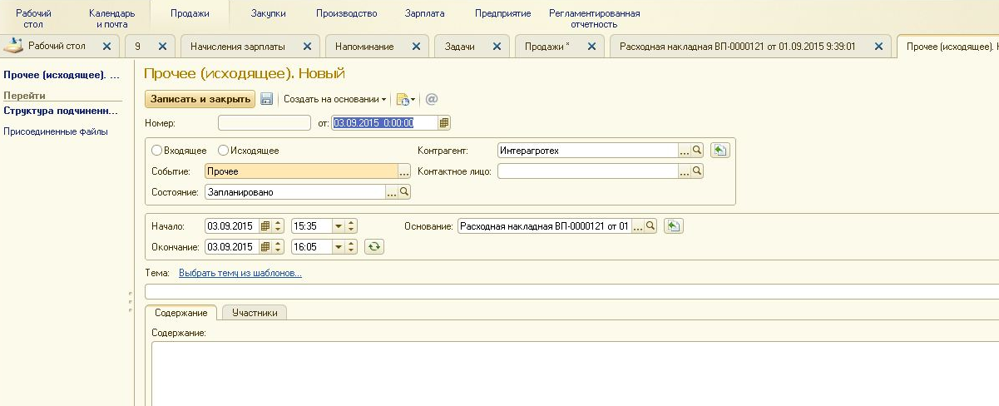 Рабочий стол
Календарь и почта
Продажи
Закупки
Производство
Зарплата
Предприятие
Регламентированная отчетность
Рабочий стол
9
Начисления зарплаты
Напоминание
Задачи
Продажи *
Расходная накладная ВП-0000121 от 01.09.2015 9:39:01
Прочее (исходящее). Н
Прочее (исходящее). ...
Перейти
Структура подчиненн...
Присоединенные файлы
Прочее (исходящее). Новый
Записать и закрыть
Создать на основании
@
Номер:
от: 03.09.2015 0:00:00
Входящее
Исходящее
Контрагент: Интерагротех
Событие: Прочее
Контактное лицо:
Состояние: Запланировано
Начало: 03.09.2015 15:35
Основание: Расходная накладная ВП-0000121 от 01
Окончание: 03.09.2015 16:05
Тема: Выбрать тему из шаблонов...
Содержание
Участники
Содержание: